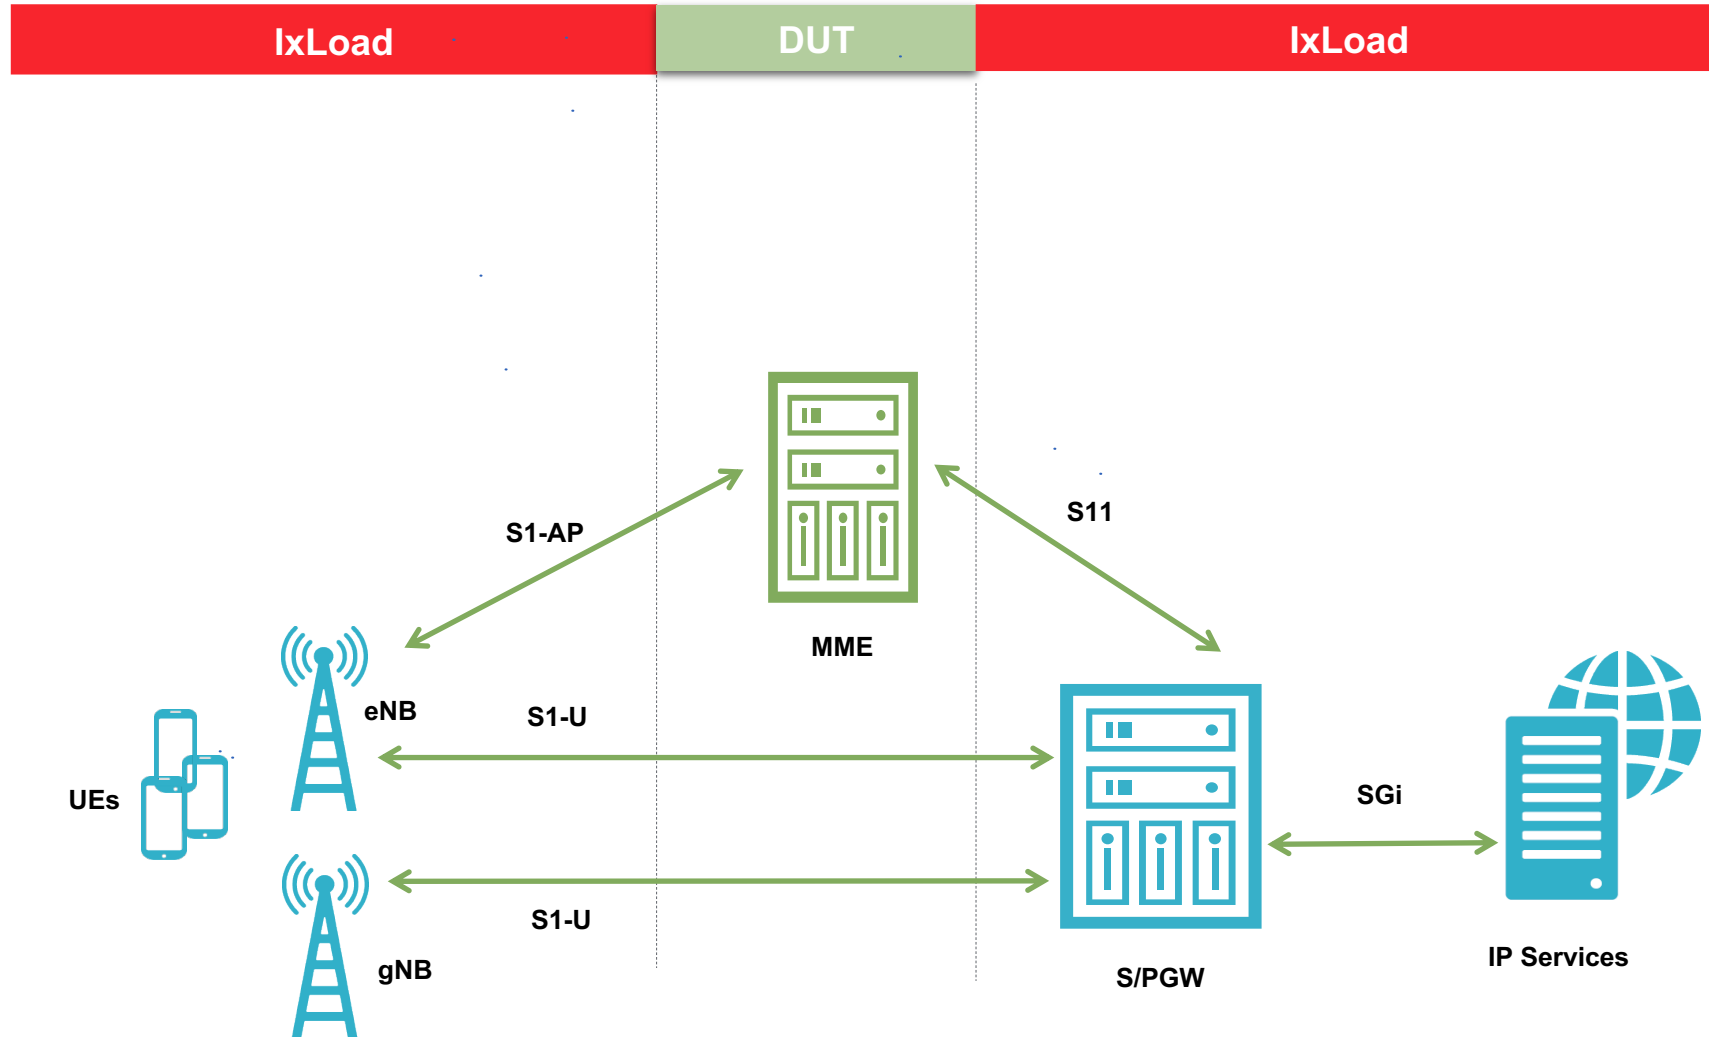 IxLoad
DUT
IxLoad
S1-AP
S11
MME
eNB
S1-U
UEs
SGi
S1-U
gNB
S/PGW
IP Services